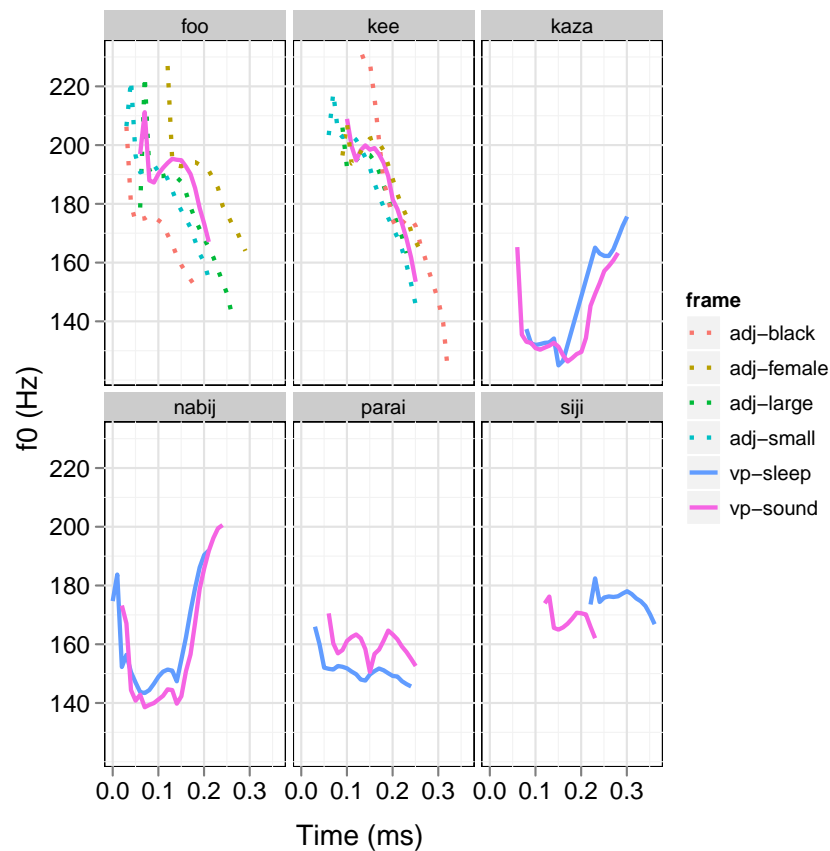 foo kee kaza
220
200
180
160
140
nabij parai siji
220
200
180
160
140
0.0 0.1 0.2 0.3 0.0 0.1 0.2 0.3 0.0 0.1 0.2 0.3
Time (ms)
f0 (Hz)
frame
adj−black
adj−female
adj−large
adj−small
vp−sleep
vp−sound